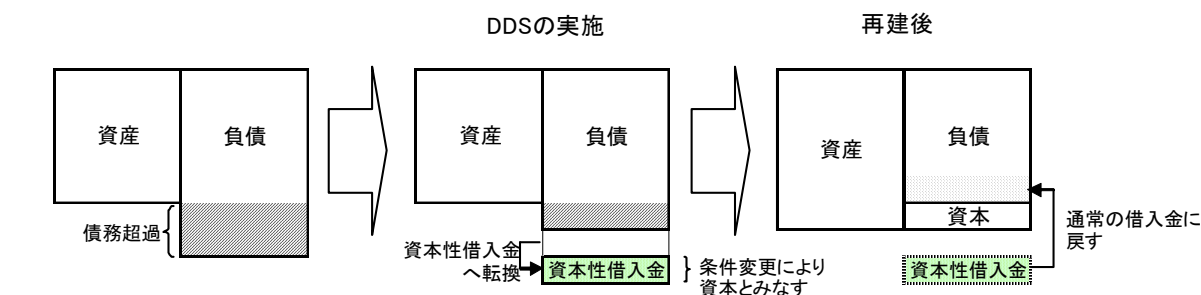 DDSの実施
再建後
資産
負債
債務超過
資産
負債
資本性借入金
へ転換
資本性借入金
条件変更により
資本とみなす
資産
負債
資本
資本性借入金
通常の借入金に
戻す